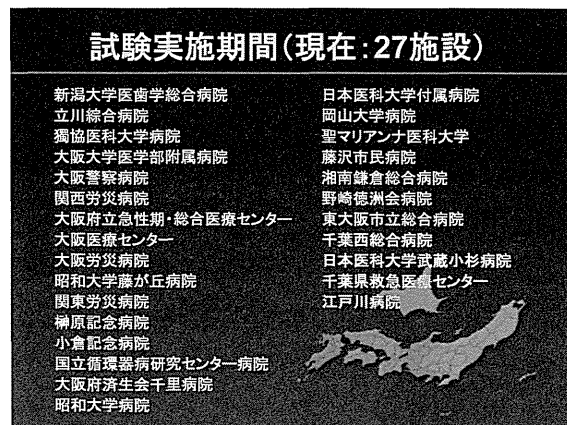 試験実施期間(現在:27施設)
新潟大学医歯学総合病院
立川綜合病院
獨協医科大学病院
大阪大学医学部附属病院
大阪警察病院
関西労災病院
大阪府立急性期・総合医療センター
大阪医療センター
大阪労災病院
昭和大学藤が丘病院
関東労災病院
榊原記念病院
小倉記念病院
国立循環器病研究センター病院
大阪府済生会千里病院
昭和大学病院
日本医科大学付属病院
岡山大学病院
聖マリアンナ医科大学
藤沢市民病院
湘南鎌倉総合病院
野崎徳洲会病院
東大阪市立総合病院
千葉西総合病院
日本医科大学武蔵小杉病院
千葉県救急医療センター
江戸川病院